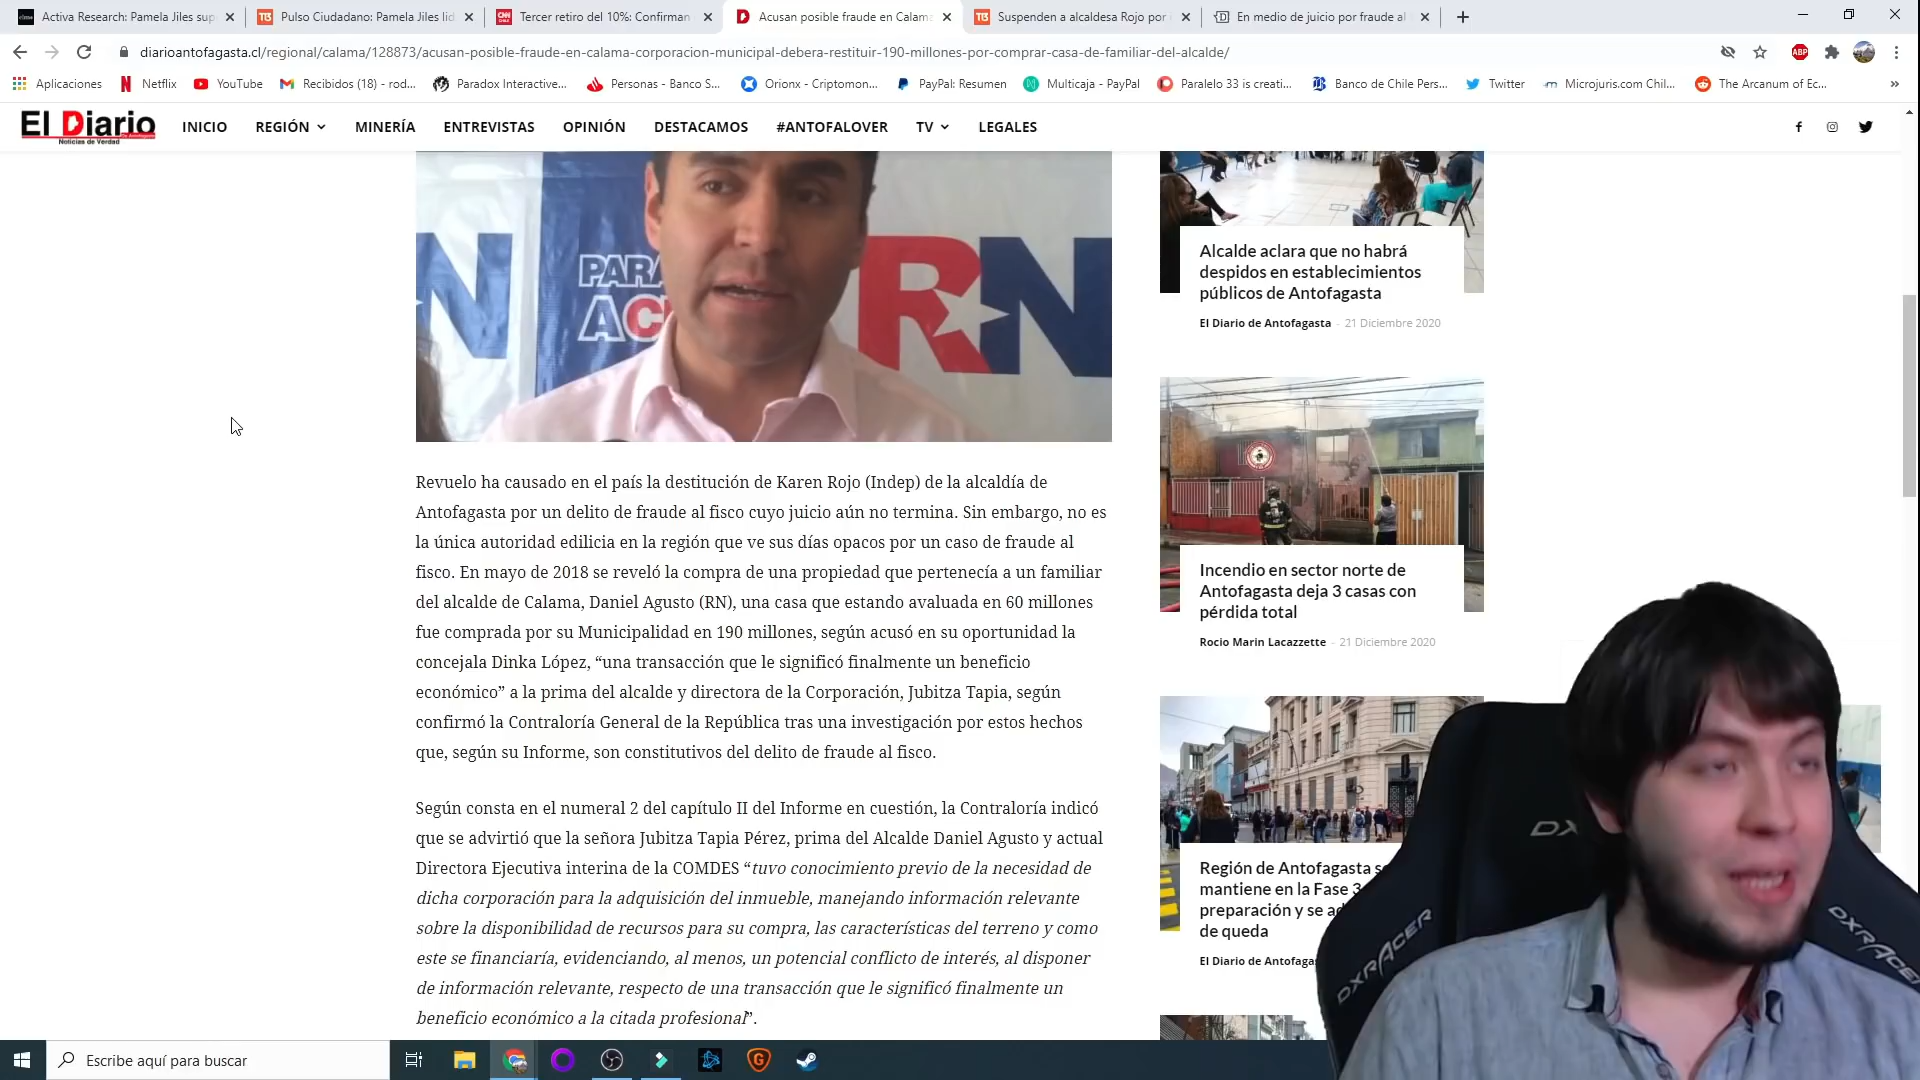 Activa Research: Pamela Jiles sup
Pulso Ciudadano: Pamela Jiles lid
Tercer retiro del 10%: Confirman
Acusan posible fraude en Calama
Suspenden a alcaldesa Rojo por
En medio de juicio por fraude al
diarioantofagasta.cl/regional/calama/128873/acusan-posible-fraude-en-calama-corporacion-municipal-debera-restituir-190-millones-por-comprar-casa-de-familiar-del-alcalde/
ABP
Aplicaciones
Netflix
YouTube
Recibidos (18) - rod...
Paradox Interactive...
Personas - Banco S...
Orionx - Criptomon...
PayPal: Resumen
Multicaja - PayPal
Paralelo 33 is creati...
Banco de Chile Pers...
Twitter
Microjuris.com Chil...
The Arcanum of Ec...
»
El Diario
Noticias de Verdad
INICIO
REGIÓN
MINERÍA
ENTREVISTAS
OPINIÓN
DESTACAMOS
#ANTOFALOVER
TV
LEGALES
N
PARA
AC
RN
Revuelo ha causado en el país la destitución de Karen Rojo (Indep) de la alcaldía de
Antofagasta por un delito de fraude al fisco cuyo juicio aún no termina. Sin embargo, no es
la única autoridad edilicia en la región que ve sus días opacos por un caso de fraude al
fisco. En mayo de 2018 se reveló la compra de una propiedad que pertenecía a un familiar
del alcalde de Calama, Daniel Agusto (RN), una casa que estando avaluada en 60 millones
fue comprada por su Municipalidad en 190 millones, según acusó en su oportunidad la
concejala Dinka López, “una transacción que le significó finalmente un beneficio
económico” a la prima del alcalde y directora de la Corporación, Jubitza Tapia, según
confirmó la Contraloría General de la República tras una investigación por estos hechos
que, según su Informe, son constitutivos del delito de fraude al fisco.
Según consta en el numeral 2 del capítulo II del Informe en cuestión, la Contraloría indicó
que se advirtió que la señora Jubitza Tapia Pérez, prima del Alcalde Daniel Agusto y actual
Directora Ejecutiva interina de la COMDES “tuvo conocimiento previo de la necesidad de
dicha corporación para la adquisición del inmueble, manejando información relevante
sobre la disponibilidad de recursos para su compra, las características del terreno y como
este se financiaría, evidenciando, al menos, un potencial conflicto de interés, al disponer
de información relevante, respecto de una transacción que le significó finalmente un
beneficio económico a la citada profesional”.
Alcalde aclara que no habrá
despidos en establecimientos
públicos de Antofagasta
El Diario de Antofagasta - 21 Diciembre 2020
Incendio en sector norte de
Antofagasta deja 3 casas con
pérdida total
Rocio Marin Lacazzette - 21 Diciembre 2020
Región de Antofagasta s
mantiene en la Fase 3
preparación y se ad
de queda
El Diario de Antofaga
DX
DXRACER
DXRACER
Escribe aquí para buscar